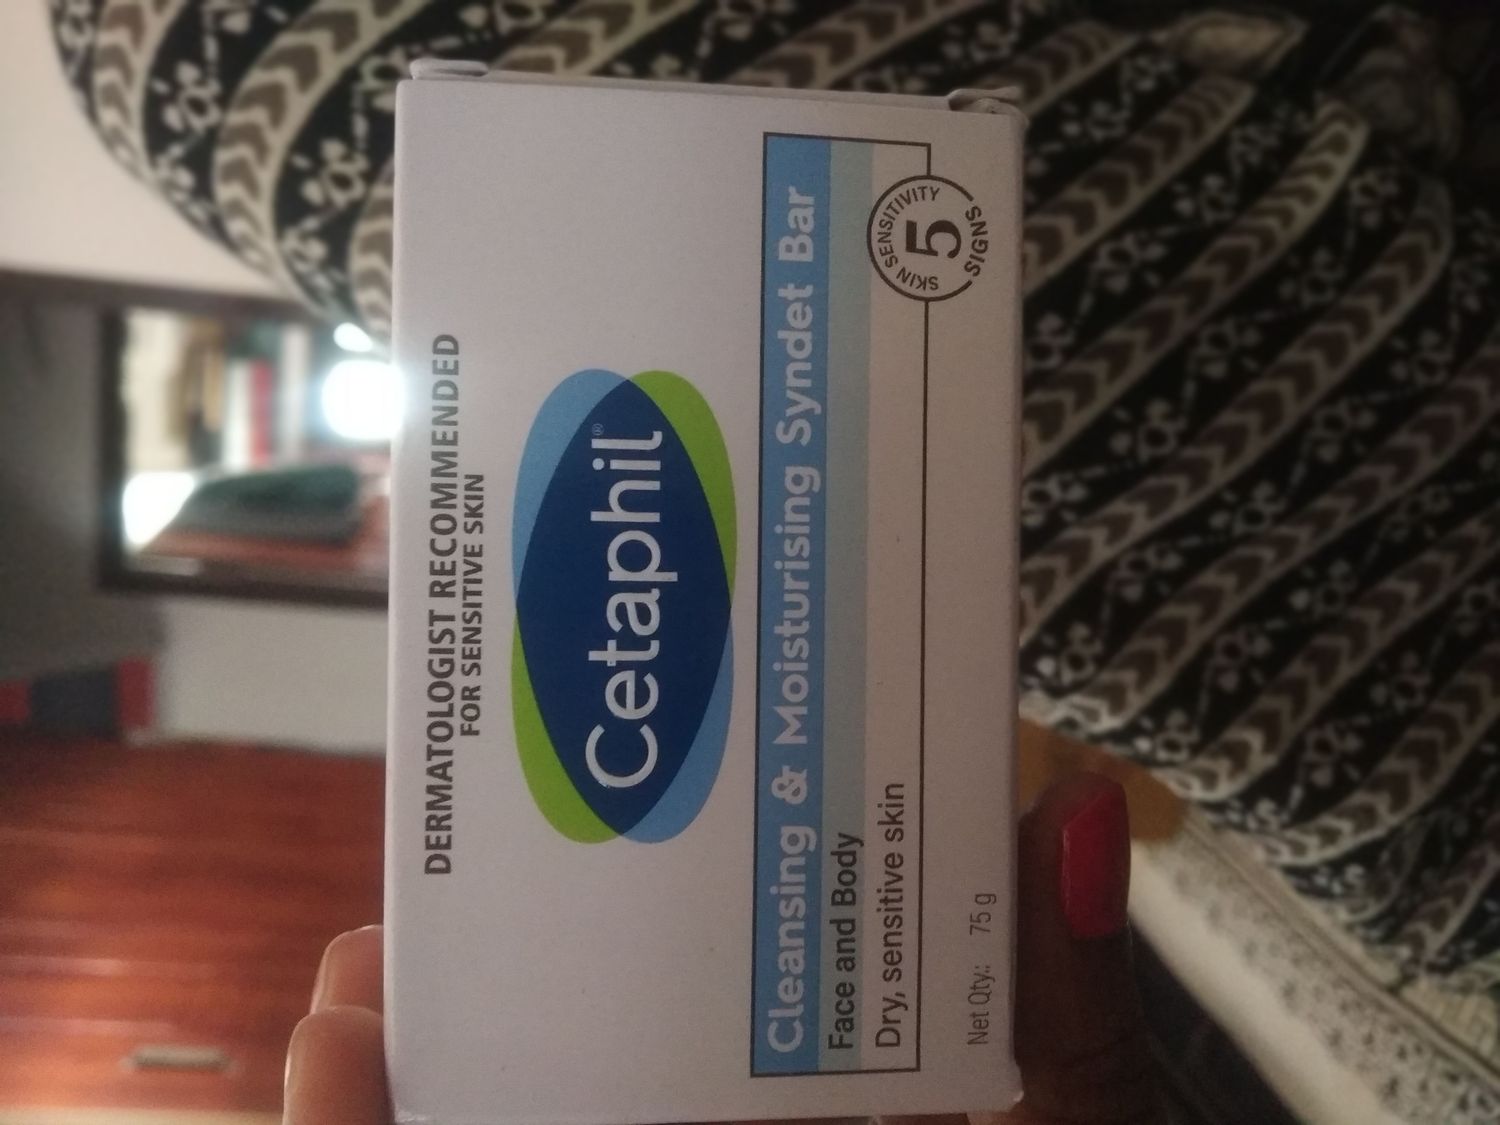 DERMATOLOGIST RECOMMENDED
FOR SENSITIVE SKIN
Cetaphil®
Cleansing & Moisturising Syndet Bar
Face and Body
Dry, sensitive skin
SKIN SENSITIVITY
5
SIGNS
Net Qty.: 75 g